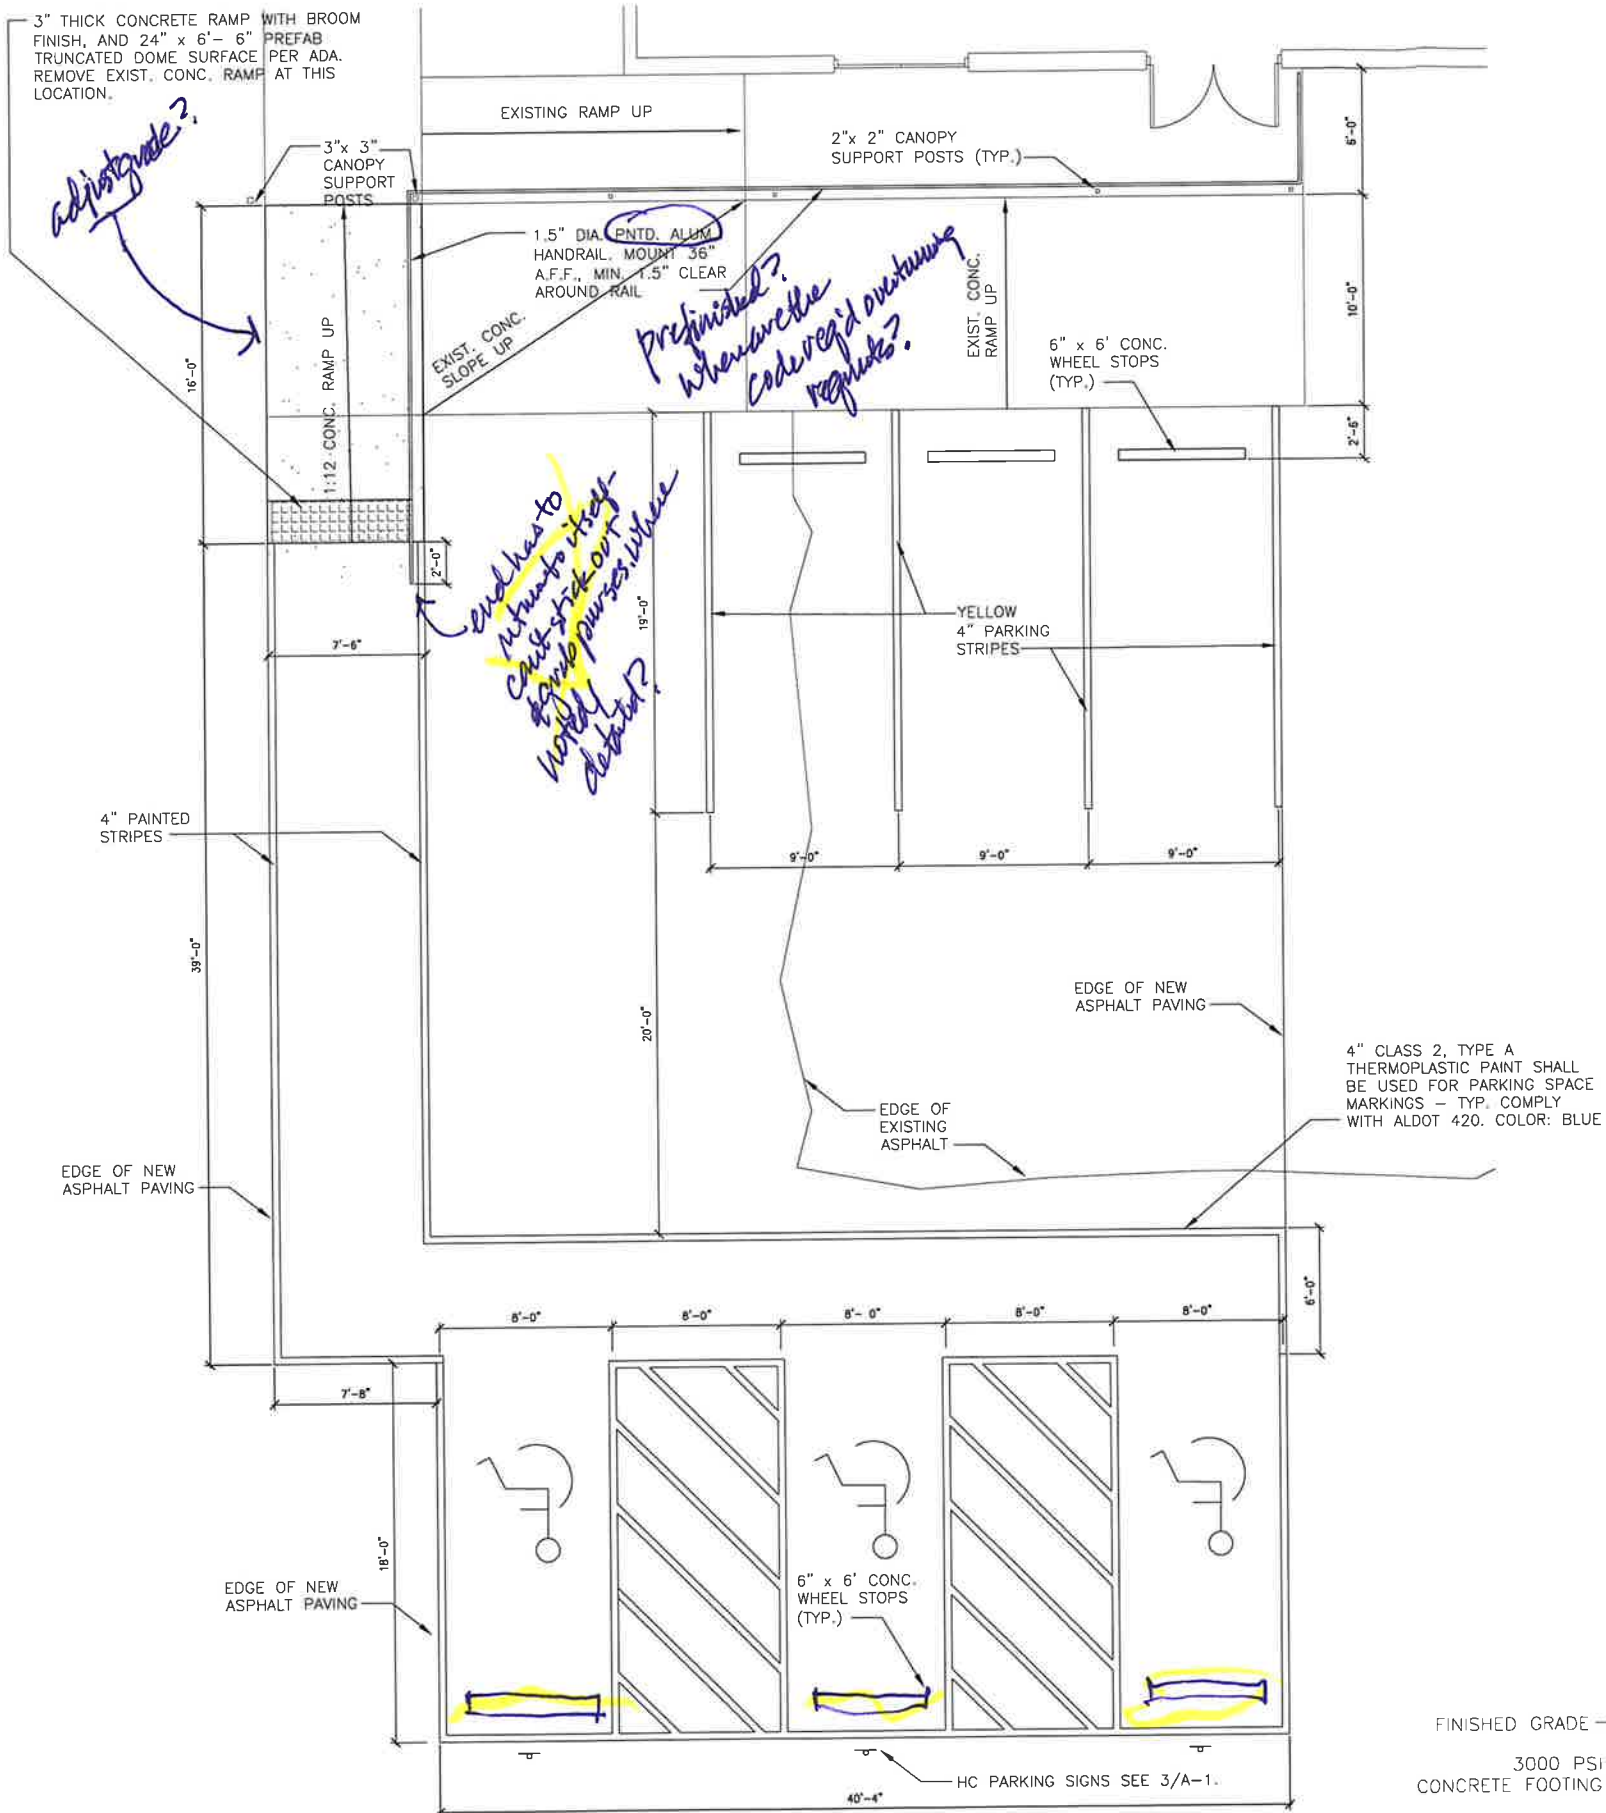 3" THICK CONCRETE RAMP WITH BROOM
FINISH, AND 24" x 6'- 6" PREFAB
TRUNCATED DOME SURFACE PER ADA.
REMOVE EXIST. CONC. RAMP AT THIS
LOCATION.
adjust grade?
3"x 3"
CANOPY
SUPPORT
POSTS
EXISTING RAMP UP
2"x 2" CANOPY
SUPPORT POSTS (TYP.)
6'-0"
1.5" DIA. PNTD. ALUM
HANDRAIL. MOUNT 36"
A.F.F., MIN. 1.5" CLEAR
AROUND RAIL
prefinished?
where are the
code req'd overturning
EXIST. CONC.
RAMP UP
10'-0"
EXIST. CONC.
SLOPE UP
1:12 CONC. RAMP UP
16'-0"
6" x 6' CONC.
WHEEL STOPS
(TYP.)
2'-6"
2'-0"
end has to
return to itself-
can't stick out
& grab purses. where
noted/
detailed?
19'-0"
YELLOW
4" PARKING
STRIPES
7'-6"
4" PAINTED
STRIPES
9'-0"
9'-0"
9'-0"
39'-0"
20'-0"
EDGE OF NEW
ASPHALT PAVING
4" CLASS 2, TYPE A
THERMOPLASTIC PAINT SHALL
BE USED FOR PARKING SPACE
MARKINGS – TYP. COMPLY
WITH ALDOT 420. COLOR: BLUE
EDGE OF
EXISTING
ASPHALT
EDGE OF NEW
ASPHALT PAVING
6'-0"
8'-0"
8'-0"
8'- 0"
8'-0"
8'-0"
7'-8"
18'-0"
EDGE OF NEW
ASPHALT PAVING
6" x 6' CONC.
WHEEL STOPS
(TYP.)
HC PARKING SIGNS SEE 3/A-1.
40'-4"
FINISHED GRADE
3000 PSI
CONCRETE FOOTING